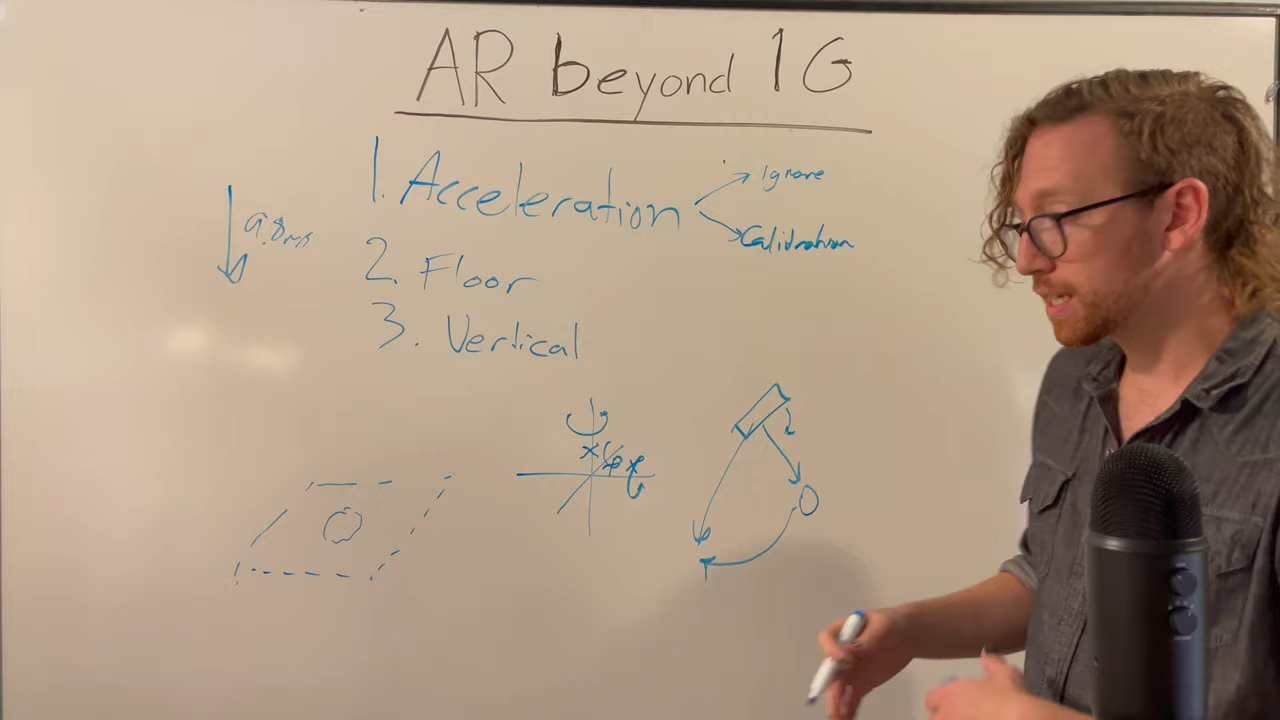 AR beyond 1G
1. Acceleration
Ignore
Calibration
9.8m/s
2. Floor
3. Vertical